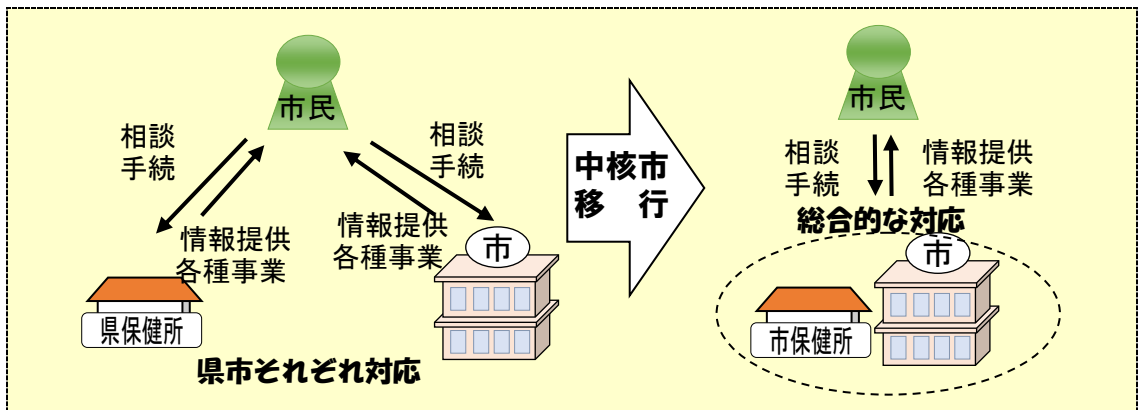 市民
相談
手続
相談
手続
情報提供
各種事業
情報提供
各種事業
市
県保健所
県市それぞれ対応
中核市
移　行
市民
相談
手続
情報提供
各種事業
総合的な対応
市
市保健所